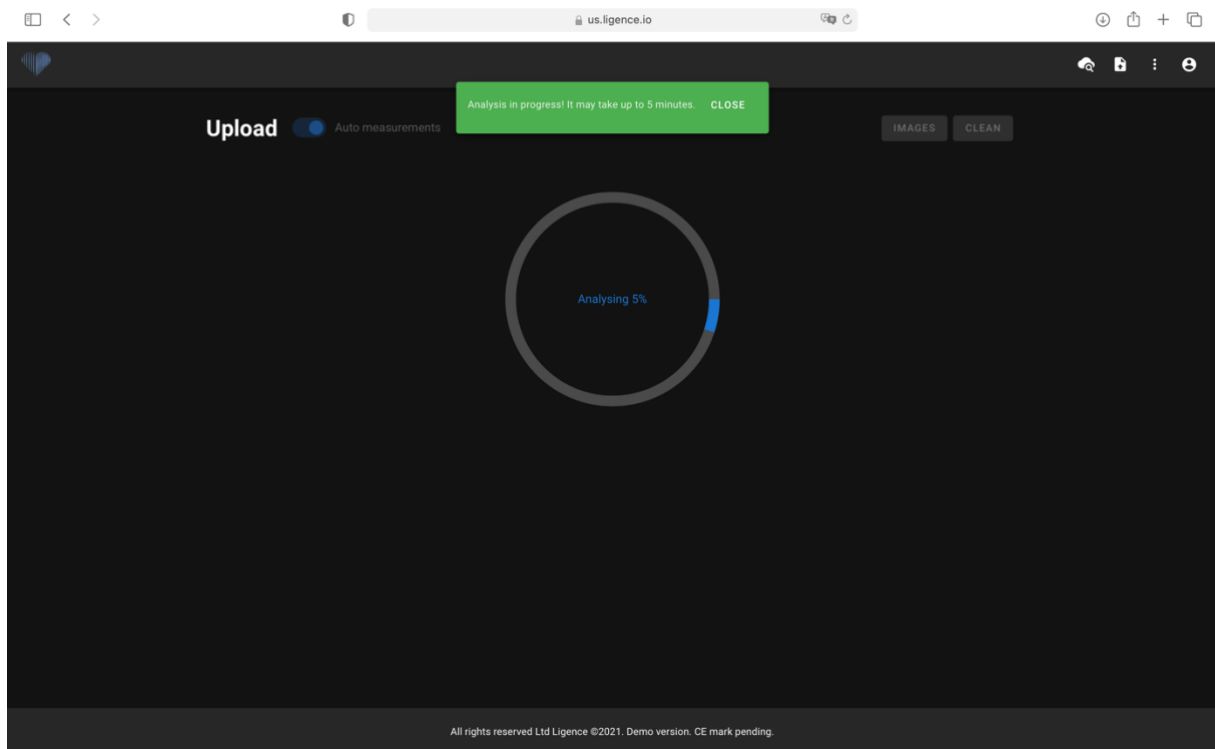 us.ligence.io
Analysis in progress! It may take up to 5 minutes. CLOSE
Upload Auto measurements IMAGES CLEAN
Analysing 5%
All rights reserved Ltd Ligence ©2021. Demo version. CE mark pending.